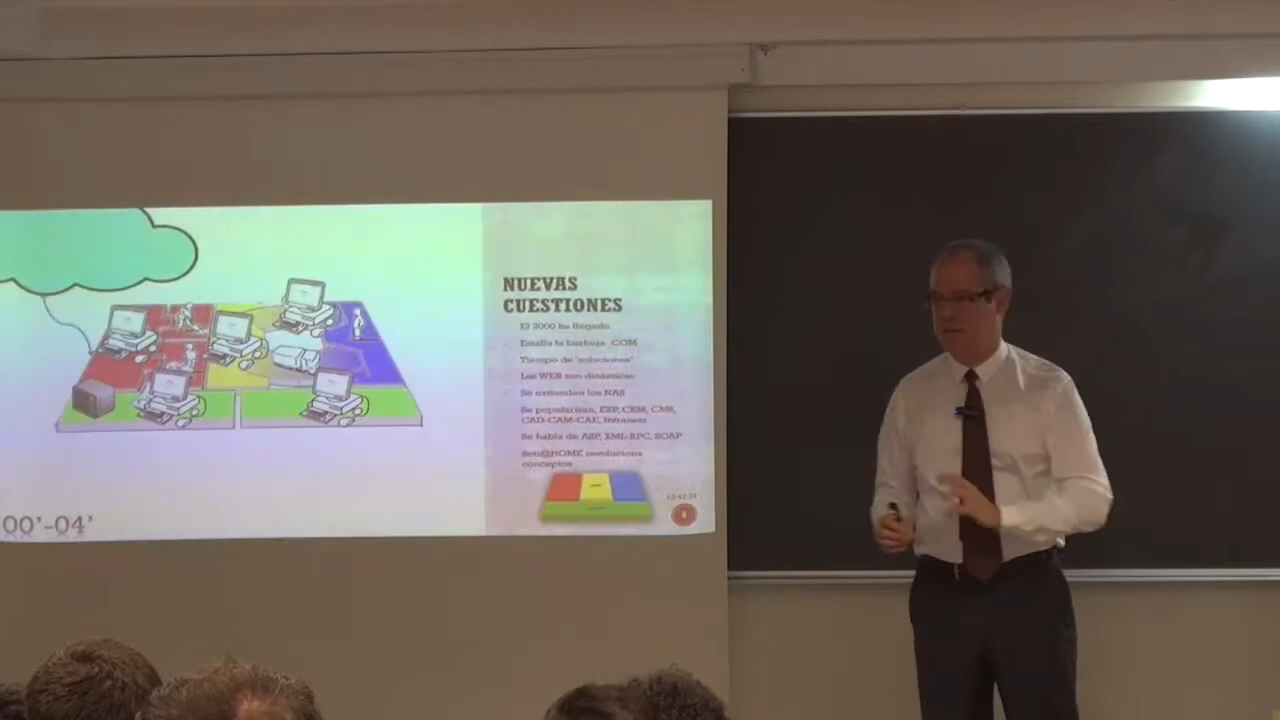 NUEVAS
CUESTIONES
El 2000 ha llegado
Estalla la burbuja .COM
Tiempo de "soluciones"
Las WEB son dinámicas
Se extienden los NAS
Se popularizan, ERP, CRM, CMS,
CAD-CAM-CAE, Intranets
Se habla de ASP, XML-RPC, SOAP
Seti@HOME revoluciona
conceptos
00'-04'